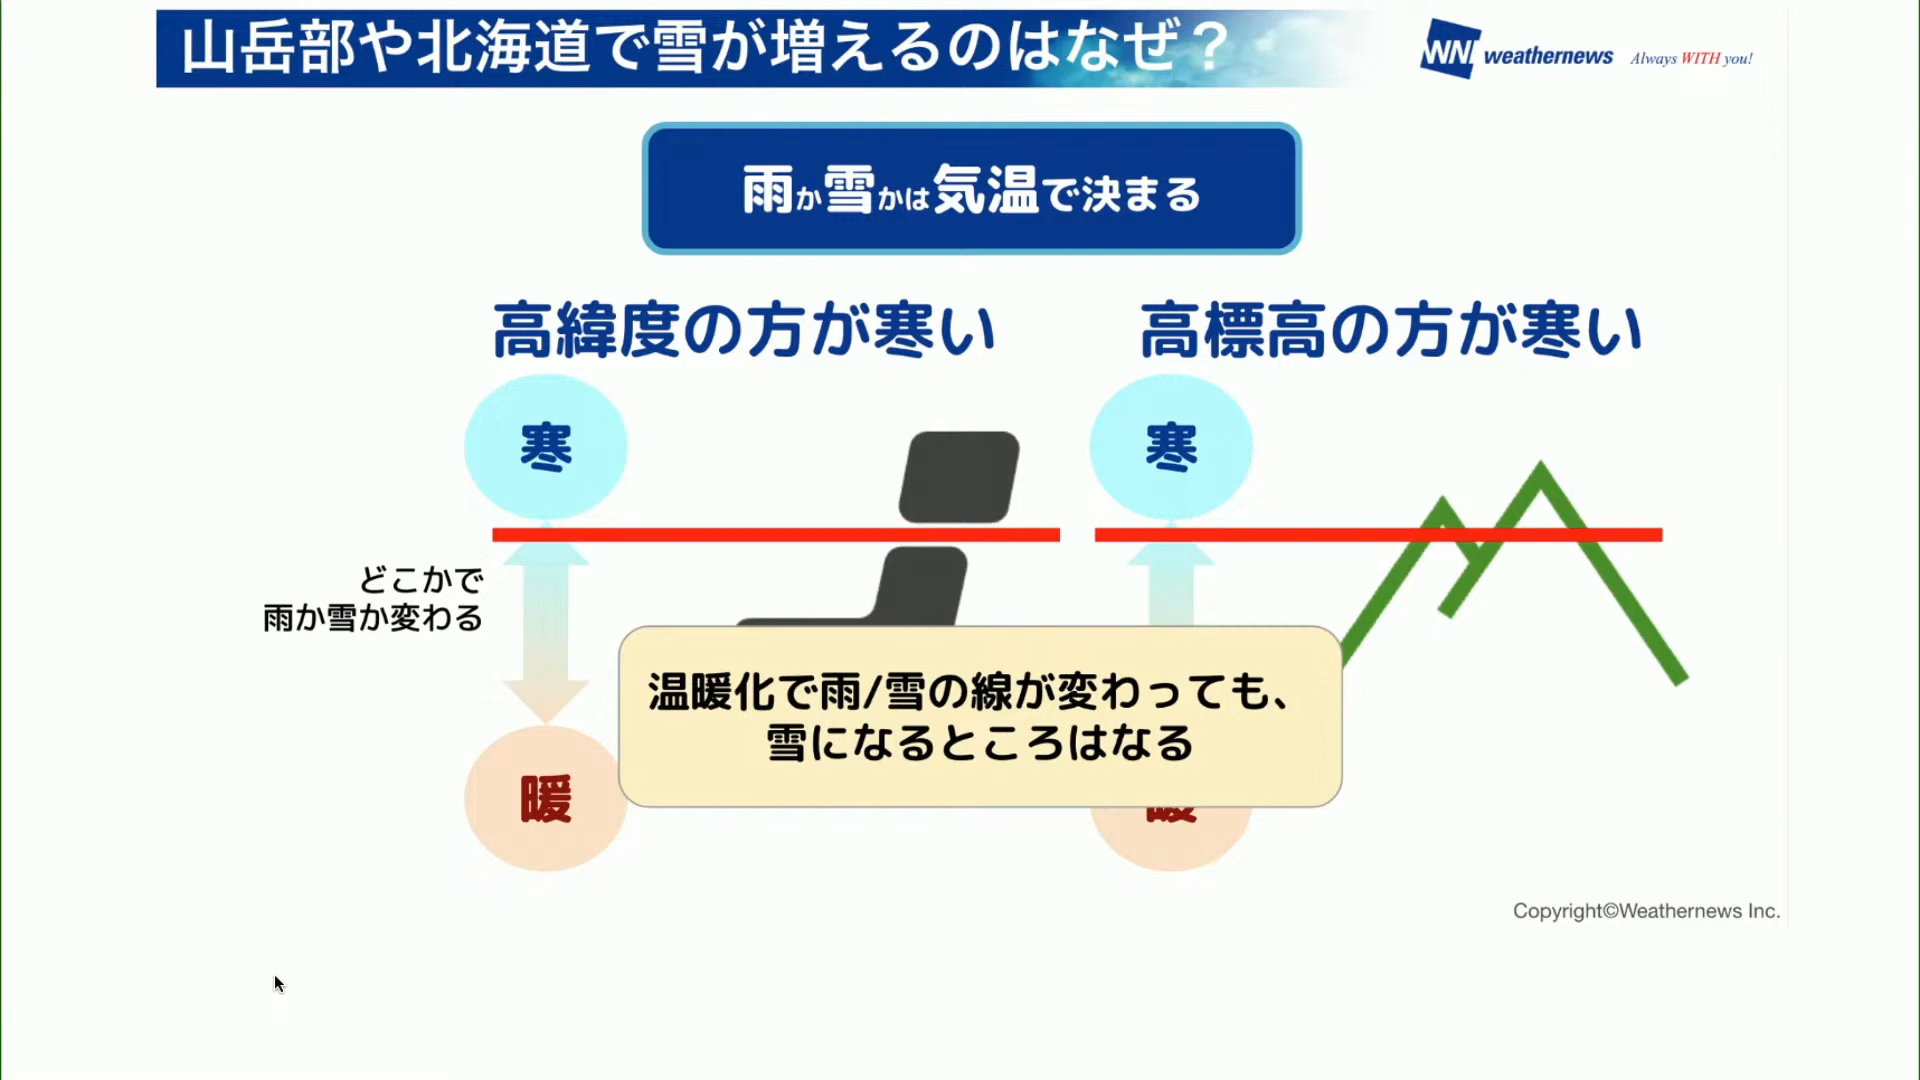 山岳部や北海道で雪が増えるのはなぜ？
WNI weathernews Always WITH you!
雨か雪かは気温で決まる
高緯度の方が寒い
高標高の方が寒い
寒
寒
どこかで
雨か雪か変わる
温暖化で雨/雪の線が変わっても、
雪になるところはなる
暖
暖
Copyright©Weathernews Inc.